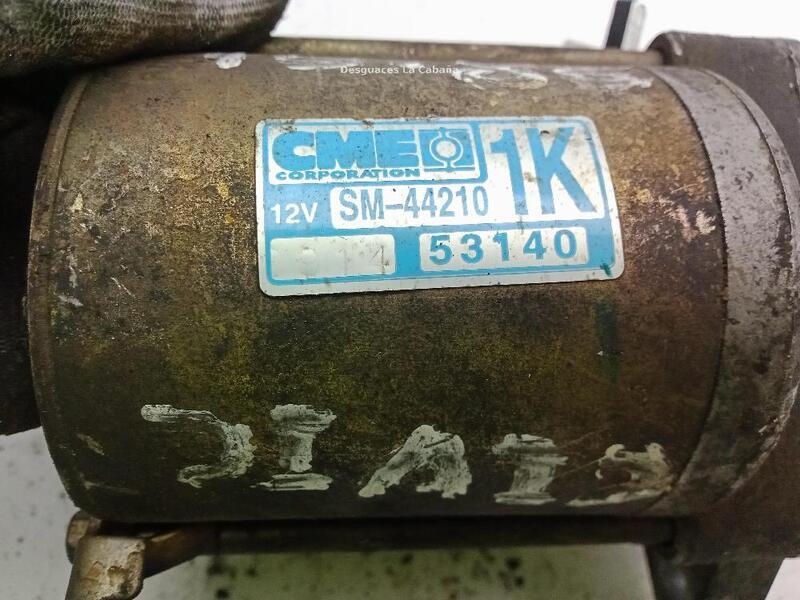 Desguaces La Cabaña
CME 1K
CORPORATION
12V SM-44210
53140